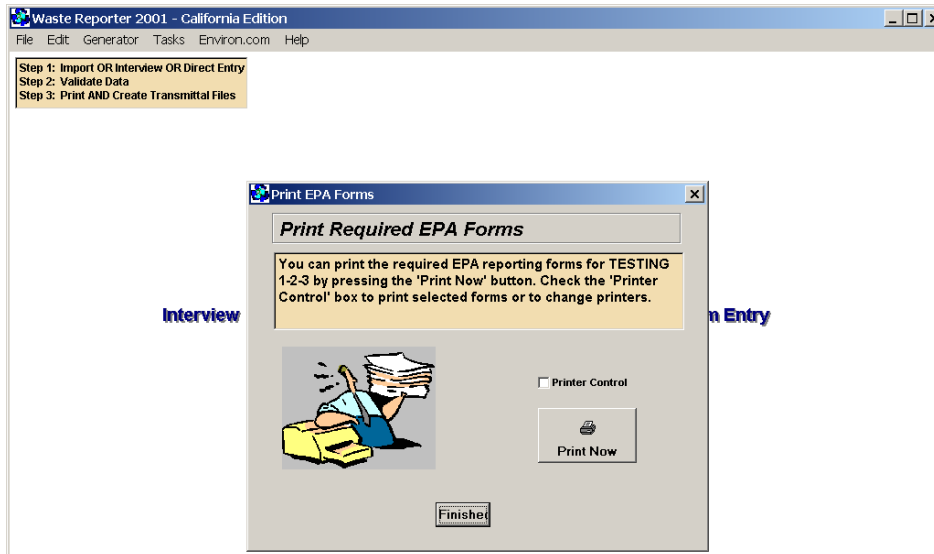 Waste Reporter 2001 - California Edition
File Edit Generator Tasks Environ.com Help
Step 1: Import OR Interview OR Direct Entry
Step 2: Validate Data
Step 3: Print AND Create Transmittal Files
Print EPA Forms
Print Required EPA Forms
You can print the required EPA reporting forms for TESTING
1-2-3 by pressing the 'Print Now' button. Check the 'Printer
Control' box to print selected forms or to change printers.
Interview
m Entry
Printer Control
Print Now
Finished